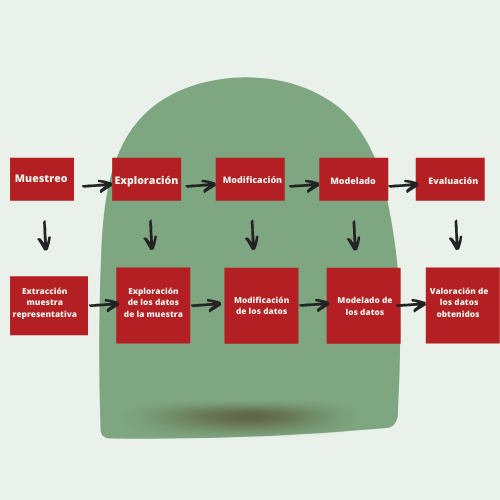 Muestreo
Exploración
Modificación
Modelado
Evaluación
Extracción
muestra
representativa
Exploración
de los datos
de la muestra
Modificación
de los datos
Modelado de
los datos
Valoración de
los datos
obtenidos